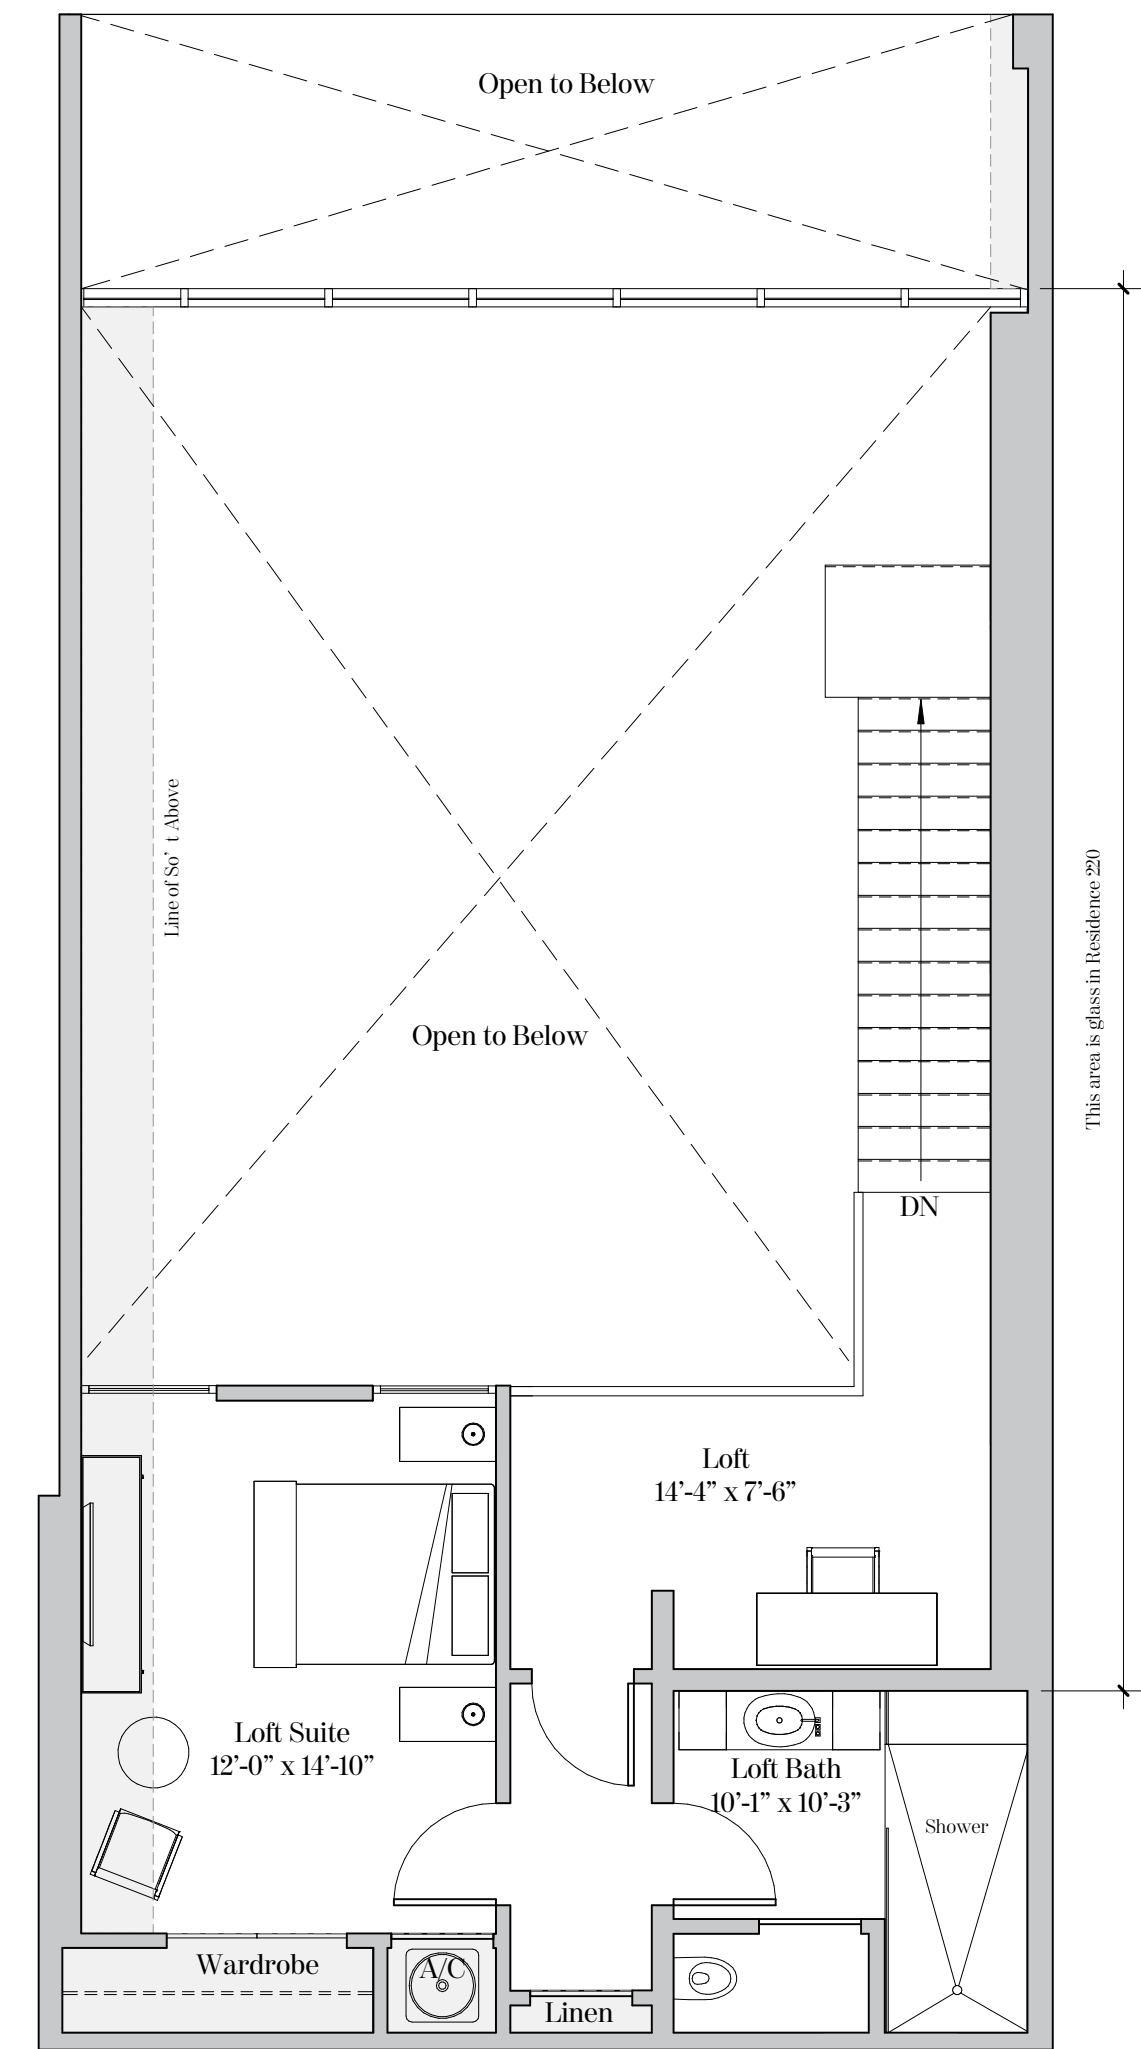 Open to Below
Line of So’ t Above
This area is glass in Residence 220
Open to Below
DN
Loft
14’-4” x 7’-6”
Loft Suite
12’-0” x 14’-10”
Loft Bath
10’-1” x 10’-3”
Shower
Wardrobe
A/C
Linen